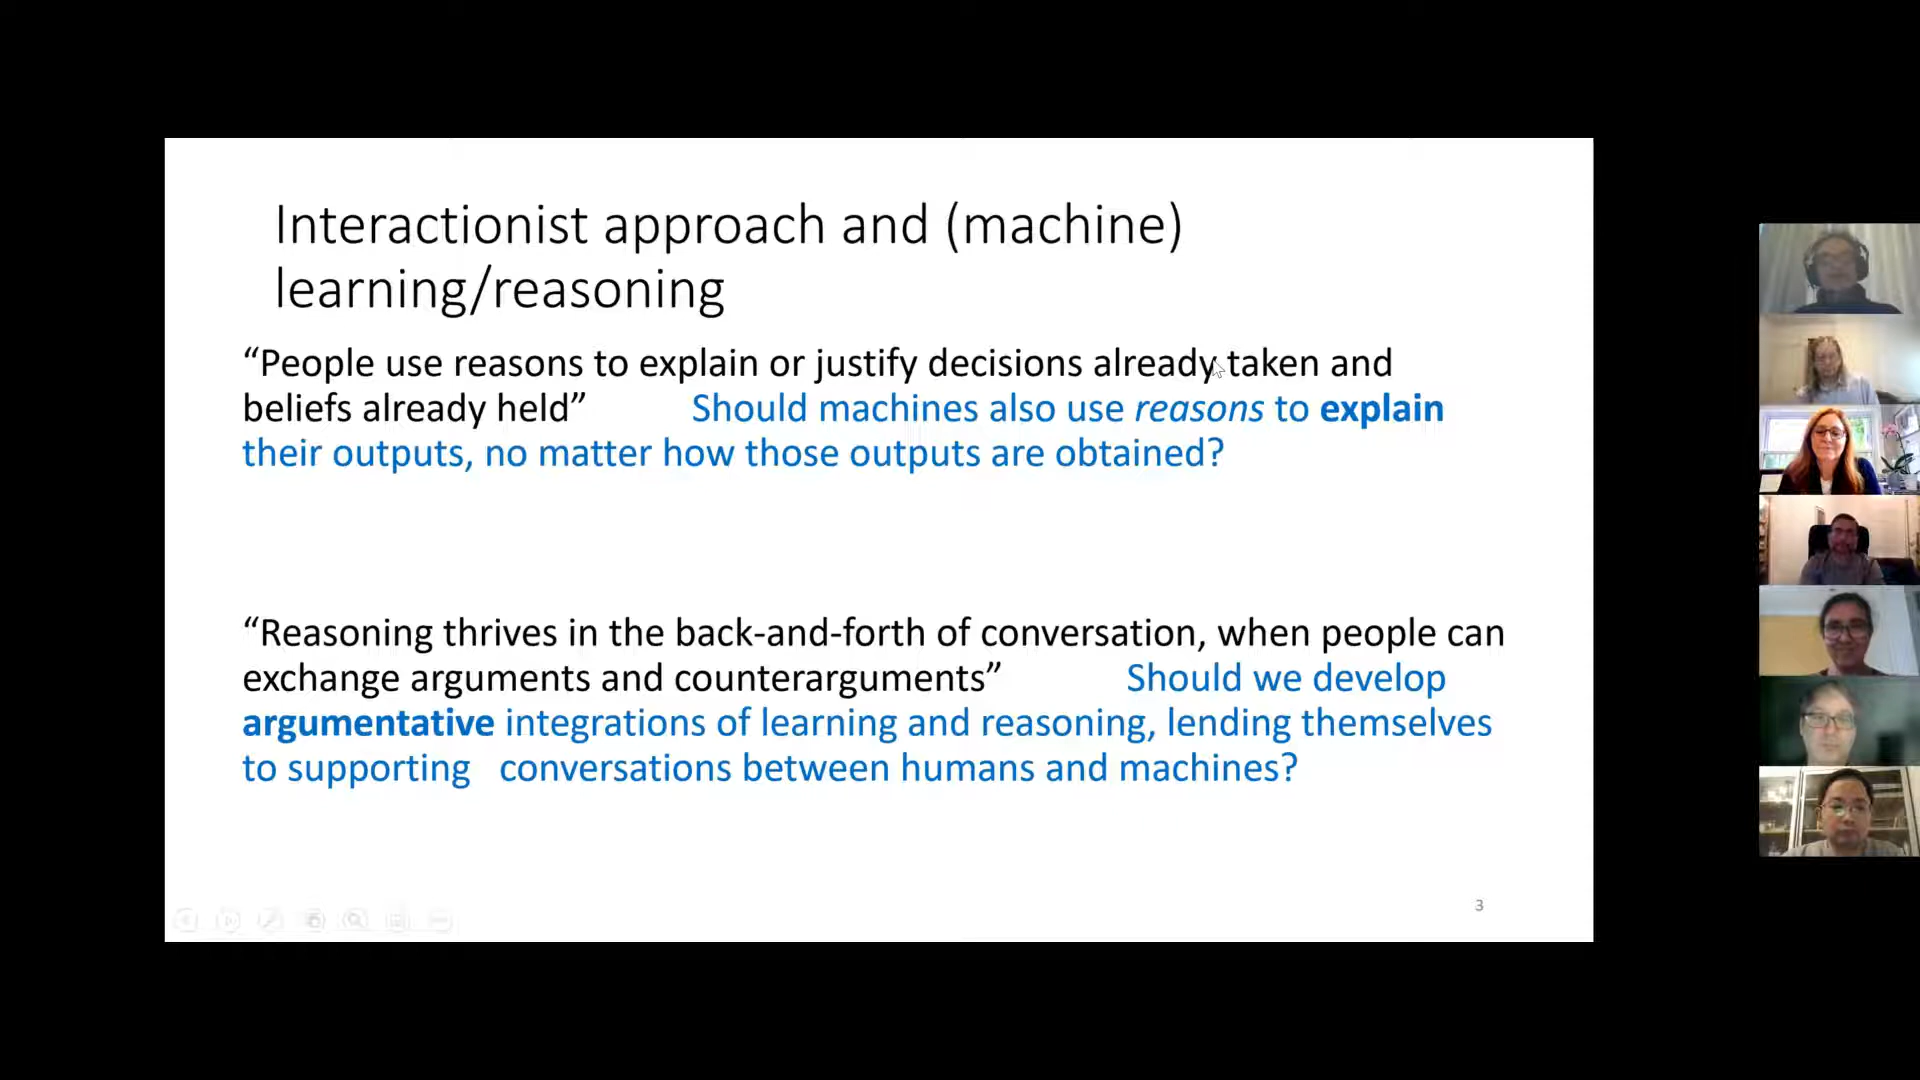 Interactionist approach and (machine)
learning/reasoning
“People use reasons to explain or justify decisions already taken and
beliefs already held” Should machines also use reasons to explain
their outputs, no matter how those outputs are obtained?
“Reasoning thrives in the back-and-forth of conversation, when people can
exchange arguments and counterarguments” Should we develop
argumentative integrations of learning and reasoning, lending themselves
to supporting conversations between humans and machines?
3